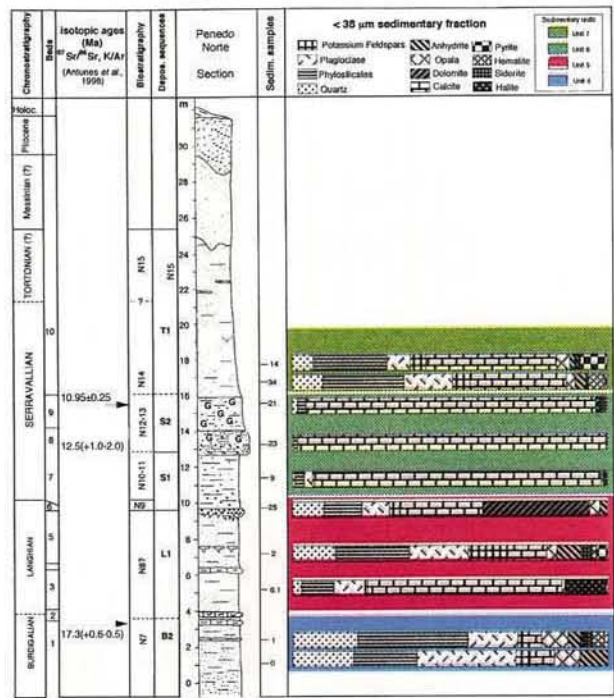 < 38 µm sedimentary fraction
Potassium Feldspars
Plagioclase
Phyllosilicates
Quartz
Anhydrite
Opala
Dolomite
Calcite
Pyrite
Hematite
Siderite
Halite
Sedimentary units
Unit 7
Unit 6
Unit 5
Unit 4
Chronostratigraphy
Beds
Isotopic ages
(Ma)
87Sr/86Sr, K/Ar
(Antunes et al.,
1998)
Biostratigraphy
Depos. sequences
Penedo
Norte
Section
Sedim. samples
Holoc.
Pliocene
Messinian (?)
TORTONIAN (?)
SERRAVALLIAN
LANGHIAN
BURDIGALIAN
10
9
8
7
6
5
3
2
1
10.95±0.25
12.5(+1.0-2.0)
17.3(+0.6-0.5)
N15
?
N14
N12-13
N10-11
N9
N8?
N7
N15
T1
S2
S1
L1
B2
m
30
28
26
24
22
20
18
16
14
12
10
8
6
4
2
0
G G
G
G G
G
14
34
21
23
9
25
2
6.1
1
0